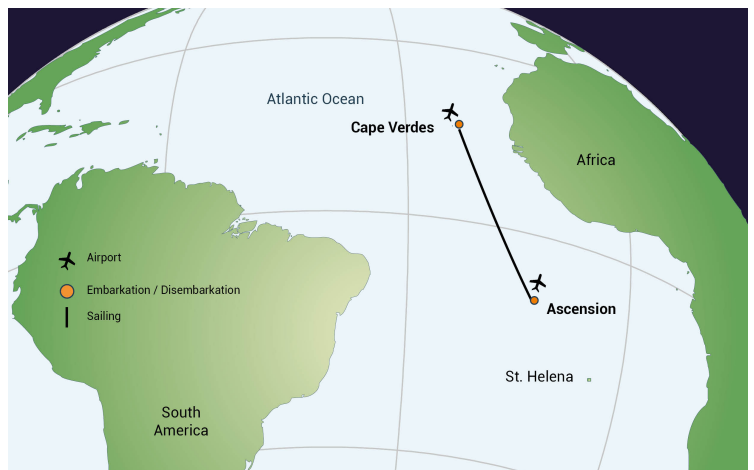 Atlantic Ocean
Cape Verdes
Africa
Airport
Embarkation / Disembarkation
Sailing
Ascension
St. Helena
South
America